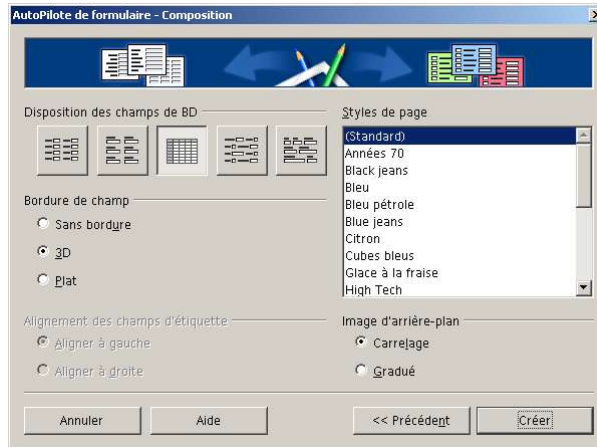 AutoPilote de formulaire - Composition
Disposition des champs de BD
Bordure de champ
Sans bordure
3D
Plat
Alignement des champs d'étiquette
Aligner à gauche
Aligner à droite
Styles de page
(Standard)
Années 70
Black jeans
Bleu
Bleu pétrole
Blue jeans
Citron
Cubes bleus
Glace à la fraise
High Tech
Image d'arrière-plan
Carrelage
Gradué
Annuler
Aide
<< Précédent
Créer